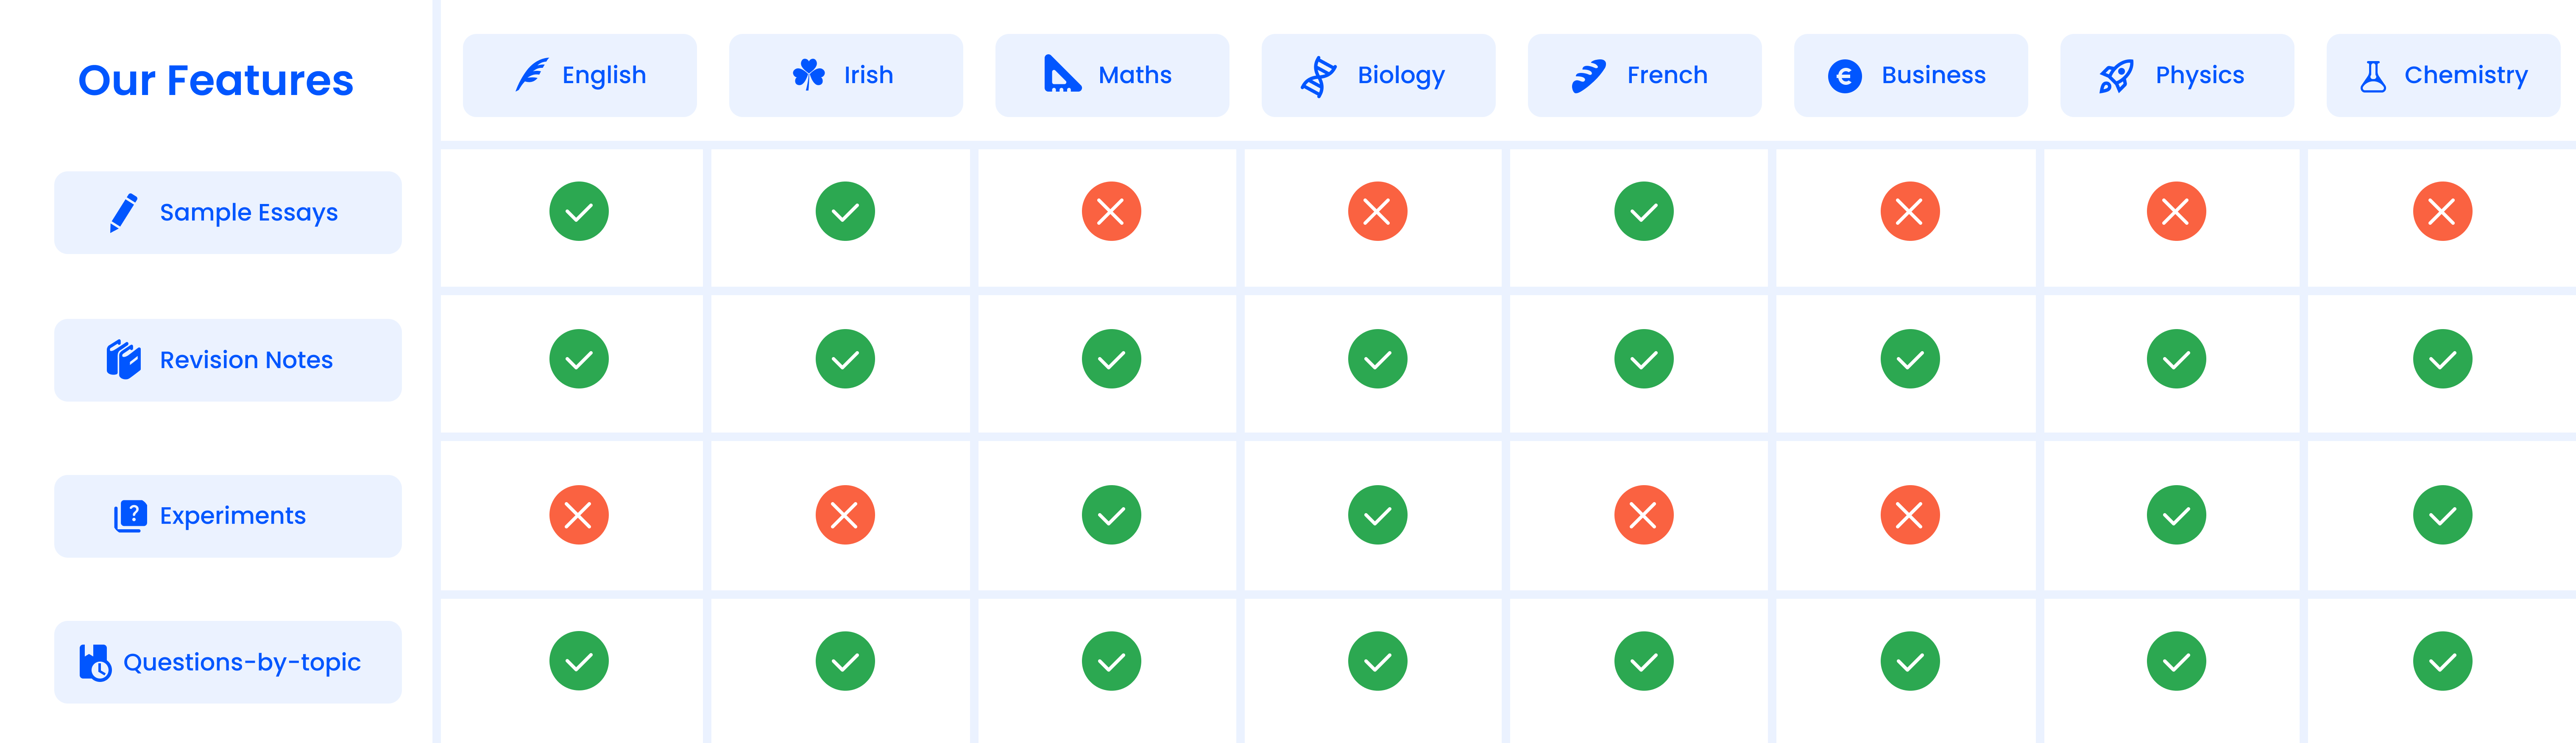 Our Features
English
Irish
Maths
Biology
French
Business
Physics
Chemistry
Sample Essays
Revision Notes
Experiments
Questions-by-topic